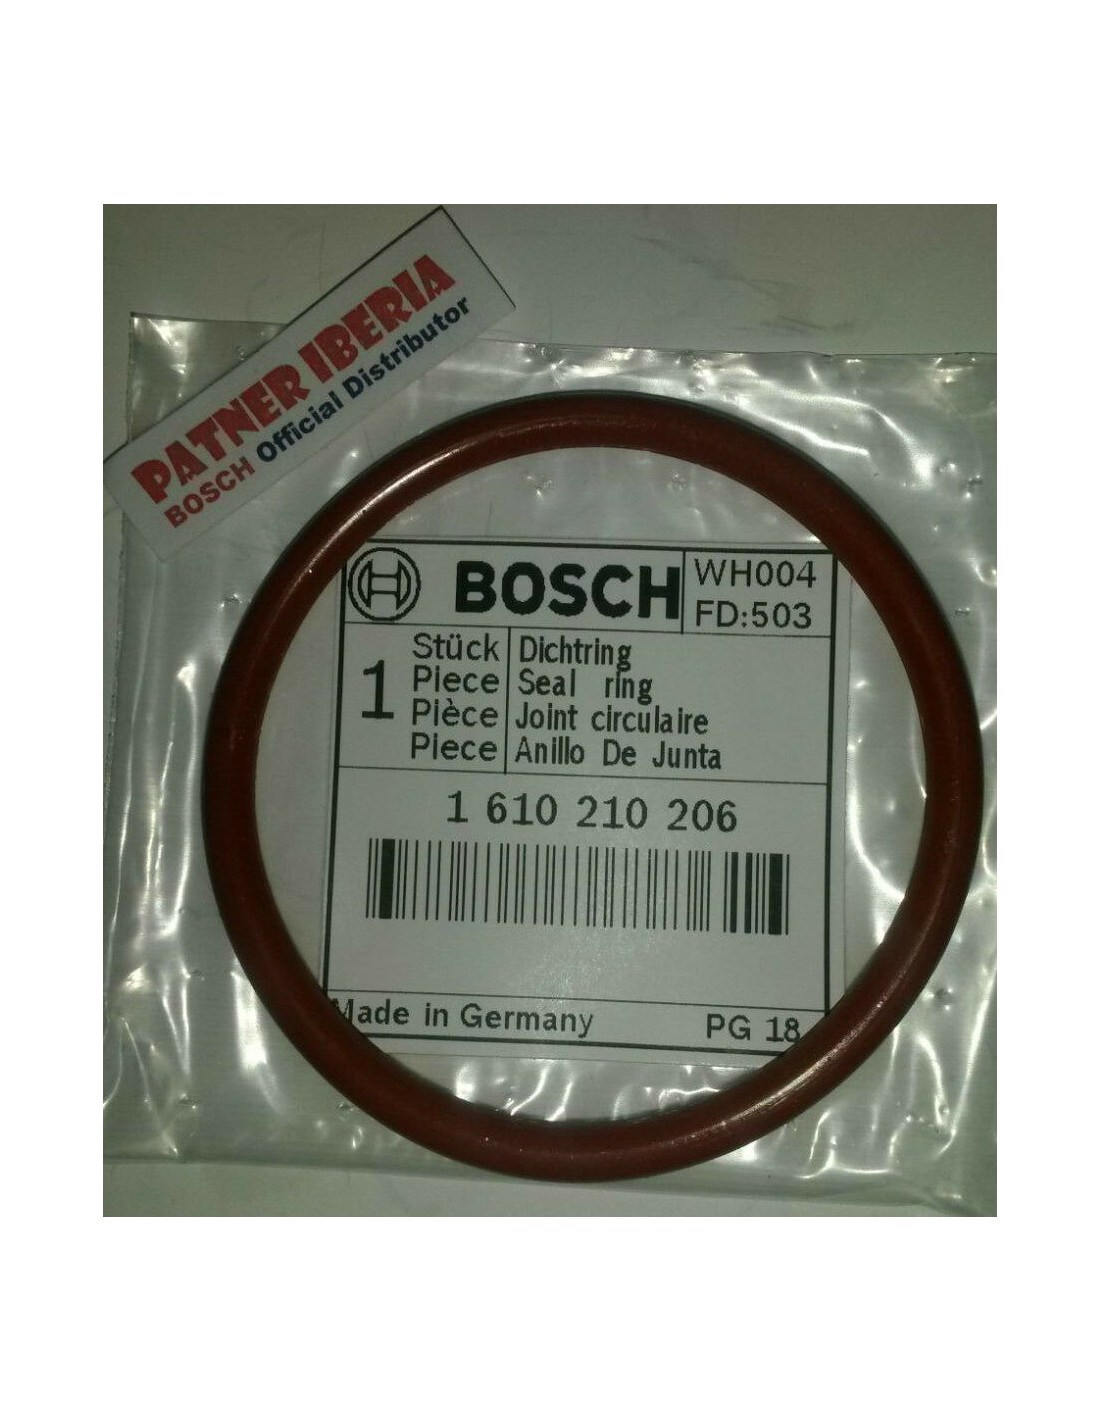 PATNER IBERIA
BOSCH Official Distributor
BOSCH
WH004
FD:503
1
Stück
Piece
Pièce
Piece
Dichtring
Seal ring
Joint circulaire
Anillo De Junta
1 610 210 206
Made in Germany
PG 18